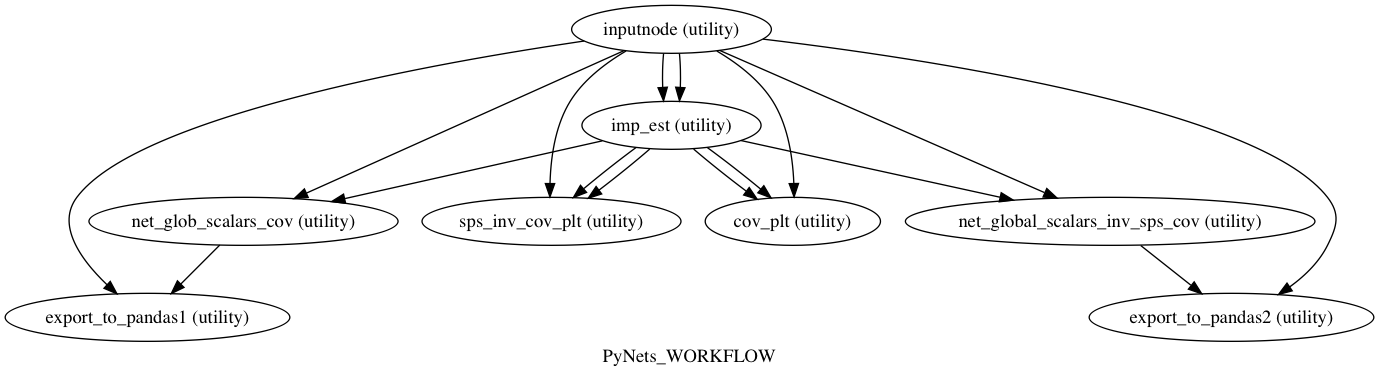 inputnode (utility)
imp_est (utility)
net_glob_scalars_cov (utility)
sps_inv_cov_plt (utility)
cov_plt (utility)
net_global_scalars_inv_sps_cov (utility)
export_to_pandas1 (utility)
export_to_pandas2 (utility)
PyNets_WORKFLOW